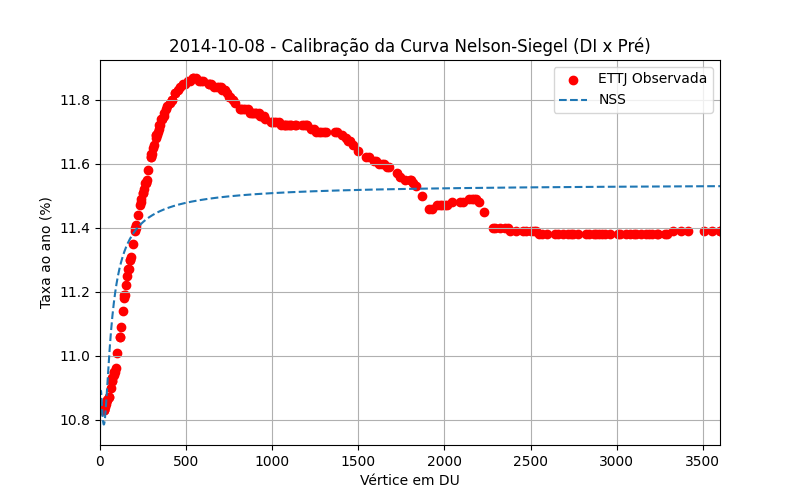 2014-10-08 - Calibração da Curva Nelson-Siegel (DI x Pré)
ETTJ Observada
NSS
Taxa ao ano (%)
11.8
11.6
11.4
11.2
11.0
10.8
0 500 1000 1500 2000 2500 3000 3500
Vértice em DU